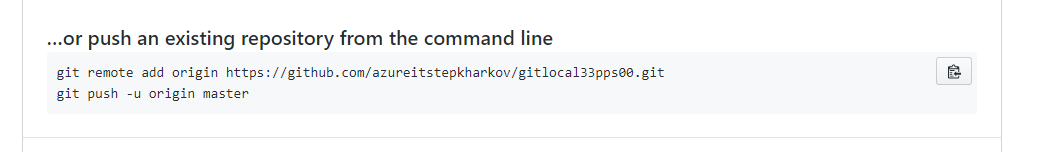 ...or push an existing repository from the command line
git remote add origin https://github.com/azureitstepkharkov/gitlocal33pps00.git
git push -u origin master